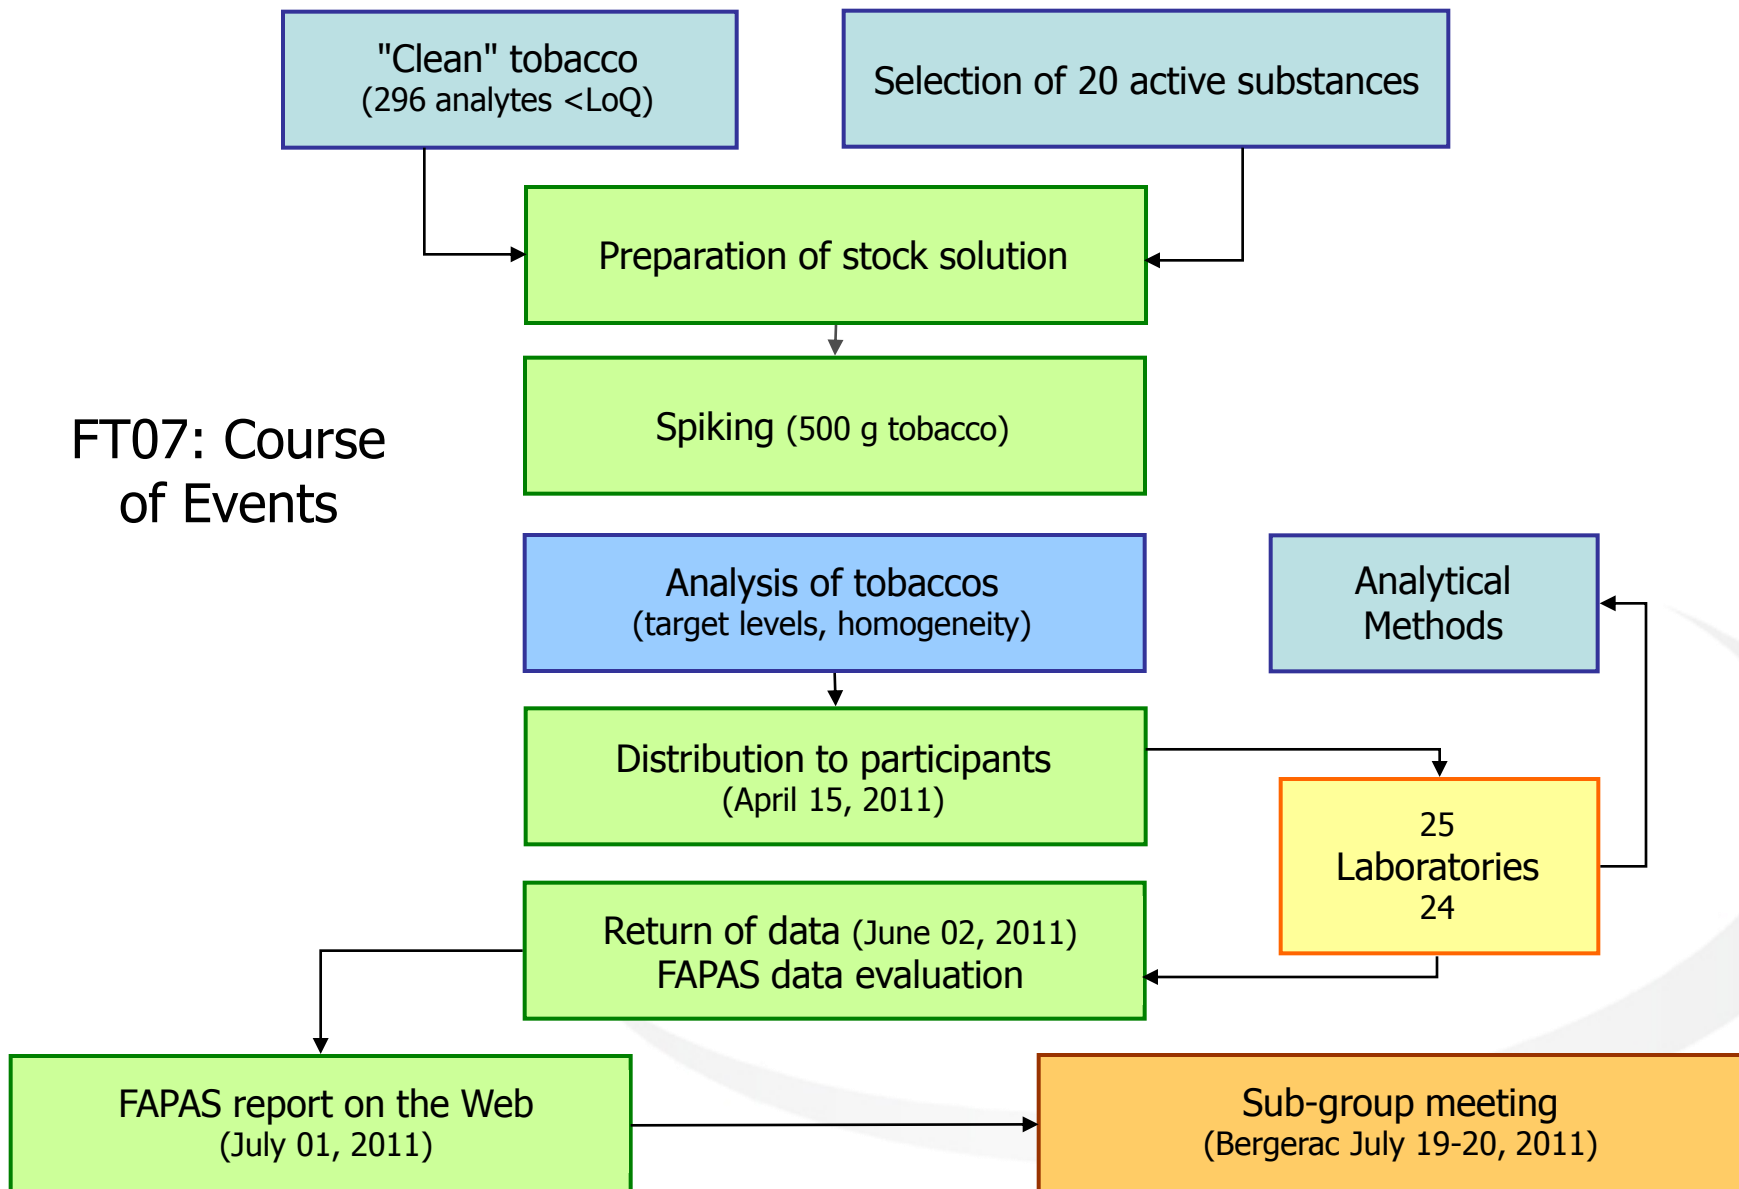 "Clean" tobacco
(296 analytes <LoQ)
Selection of 20 active substances
Preparation of stock solution
Spiking (500 g tobacco)
FT07: Course
of Events
Analysis of tobaccos
(target levels, homogeneity)
Analytical
Methods
Distribution to participants
(April 15, 2011)
25
Laboratories
24
Return of data (June 02, 2011)
FAPAS data evaluation
FAPAS report on the Web
(July 01, 2011)
Sub-group meeting
(Bergerac July 19-20, 2011)